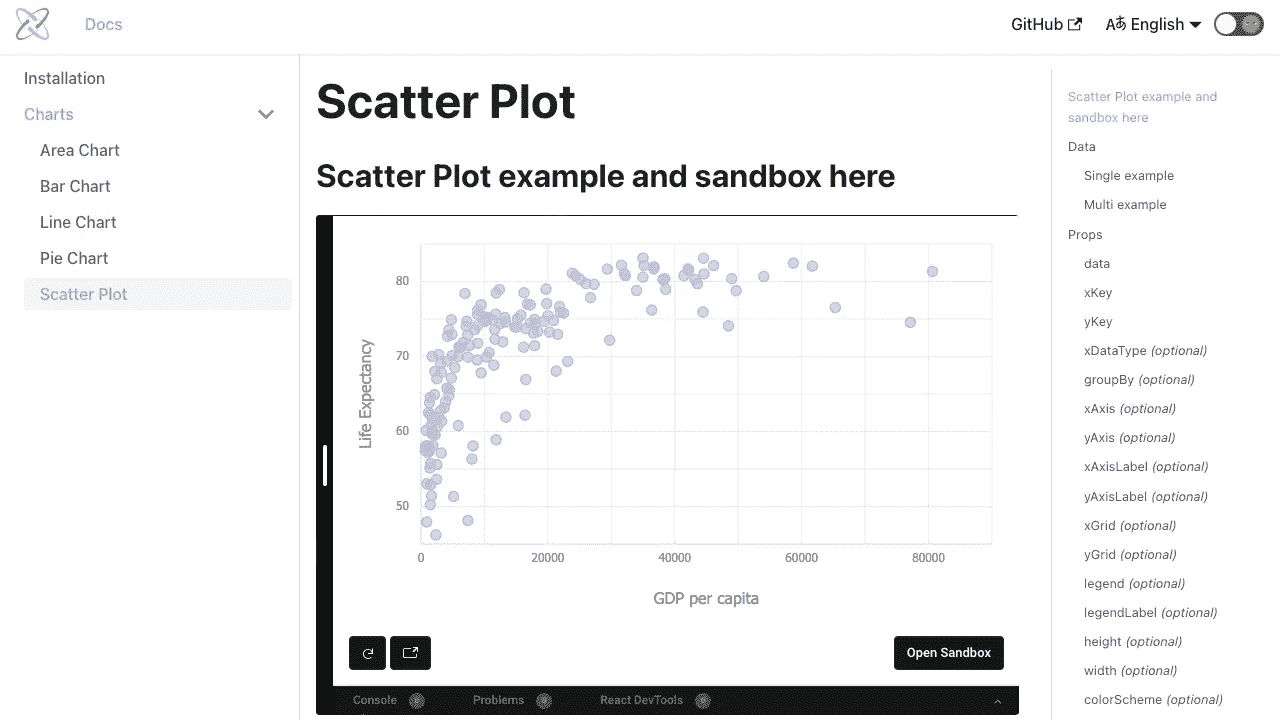 Docs
GitHub
English
Installation
Charts
Area Chart
Bar Chart
Line Chart
Pie Chart
Scatter Plot
Scatter Plot
Scatter Plot example and sandbox here
80
70
60
50
Life Expectancy
0 20000 40000 60000 80000
GDP per capita
Open Sandbox
Console Problems React DevTools
Scatter Plot example and
sandbox here
Data
Single example
Multi example
Props
data
xKey
yKey
xDataType (optional)
groupBy (optional)
xAxis (optional)
yAxis (optional)
xAxisLabel (optional)
yAxisLabel (optional)
xGrid (optional)
yGrid (optional)
legend (optional)
legendLabel (optional)
height (optional)
width (optional)
colorScheme (optional)